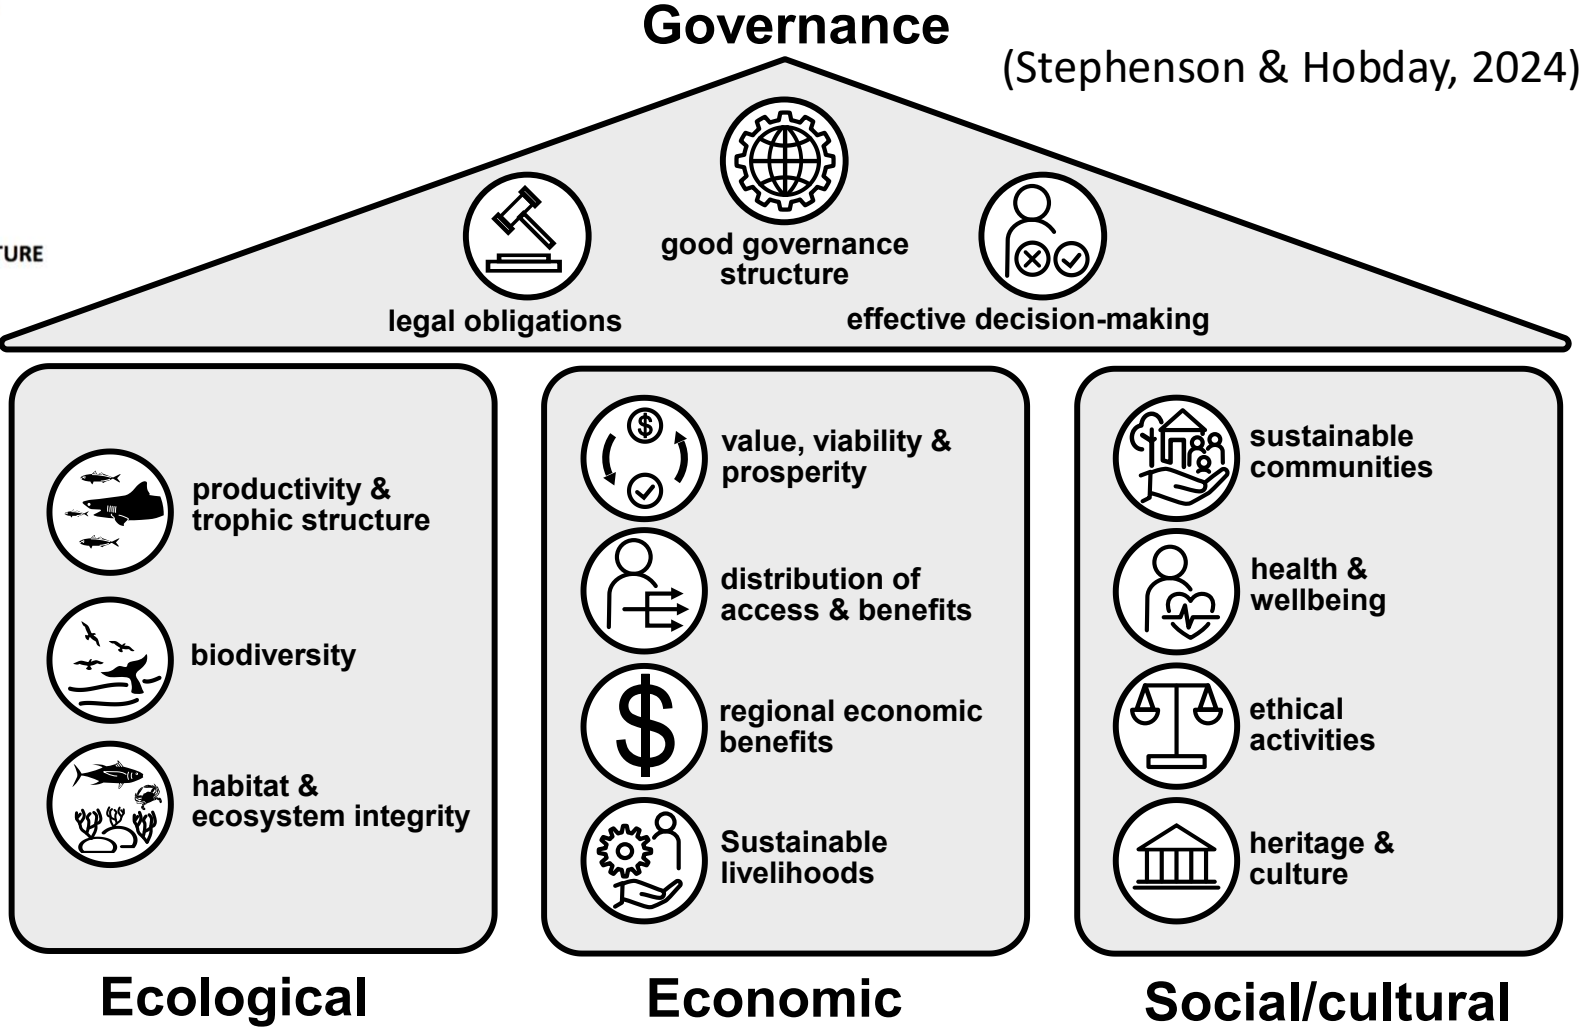 Governance
(Stephenson & Hobday, 2024)
TURE
good governance
structure
legal obligations
effective decision-making
productivity &
trophic structure
biodiversity
habitat &
ecosystem integrity
Ecological
value, viability &
prosperity
distribution of
access & benefits
regional economic
benefits
Sustainable
livelihoods
Economic
sustainable
communities
health &
wellbeing
ethical
activities
heritage &
culture
Social/cultural